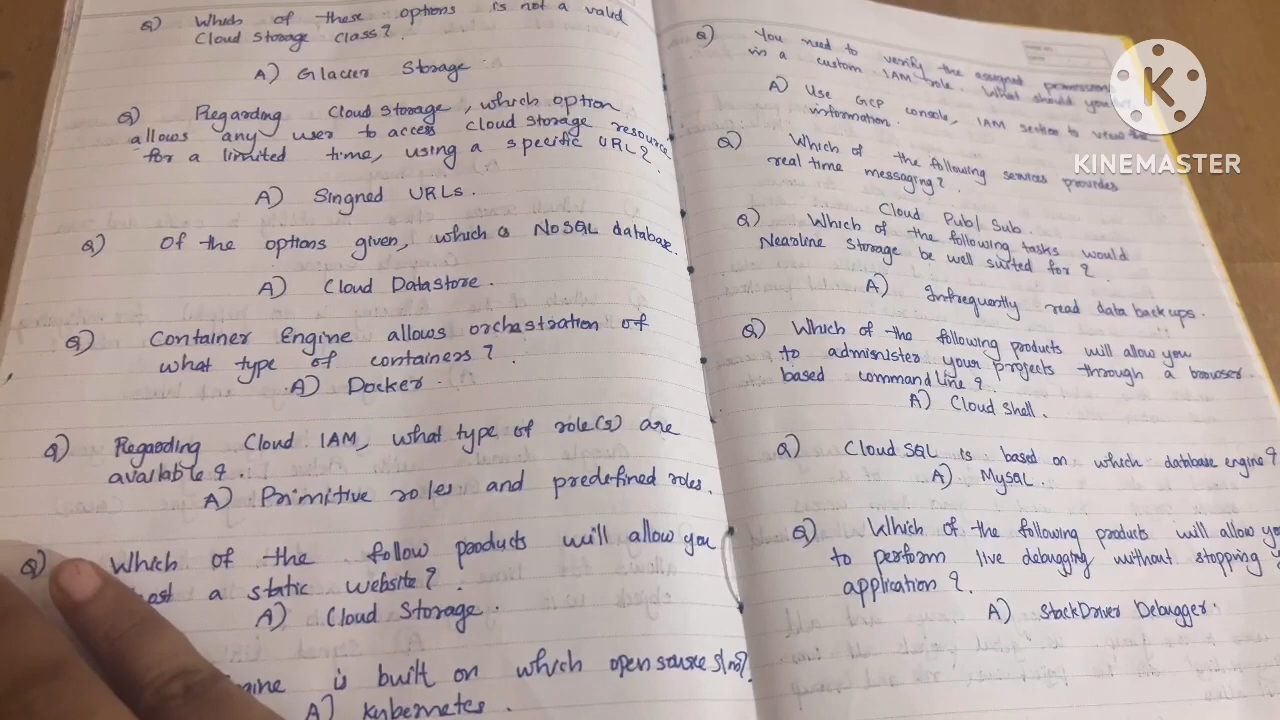 Q) Which of these options is not a valid
Cloud Storage Class?
A) Glacier Storage
Q) Regarding Cloud Storage, which option
allows any user to access Cloud Storage resource
for a limited time, using a specific URL?
A) Singned URLs.
Q) Of the options given, which is NoSQL database.
A) Cloud Datastore.
Q) Container Engine allows orchastration of
what type of containers?
A) Docker.
Q) Regarding Cloud IAM, what type of role(s) are
available?
A) Primitive roles and predefined roles.
Q) Which of the follow products will allow you
a static website?
A) Cloud Storage.
is built on which open source
A) Kubernetes.
Q) You need to verify the assigned permissions
in a custom IAM role. What should you
A) Use GCP console, IAM section to view the
information.
Q) Which of the following services provides
real time messaging?
Cloud Pub/Sub.
Q) Which of the following tasks would
Nearline Storage be well suited for?
A) Infrequently read data backups.
Q) Which of the following products will allow you
to administer your projects through a browser
based command line?
A) Cloud shell.
Q) Cloud SQL is based on which database engine?
A) MySQL.
Q) Which of the following products will allow
to perform live debugging without stopping
application?
A) StackDriver Debugger.
K
KINEMASTER